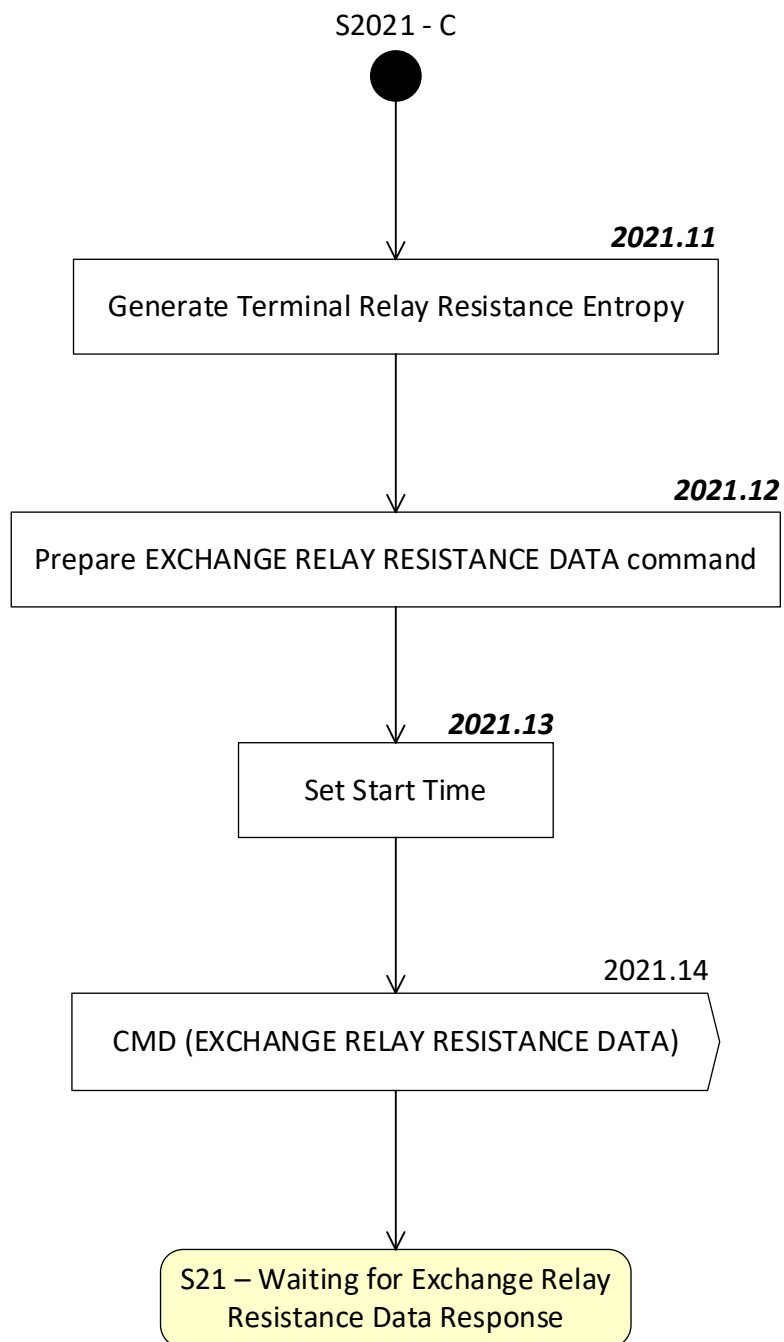 S2021 - C
2021.11
Generate Terminal Relay Resistance Entropy
2021.12
Prepare EXCHANGE RELAY RESISTANCE DATA command
2021.13
Set Start Time
2021.14
CMD (EXCHANGE RELAY RESISTANCE DATA)
S21 – Waiting for Exchange Relay
Resistance Data Response